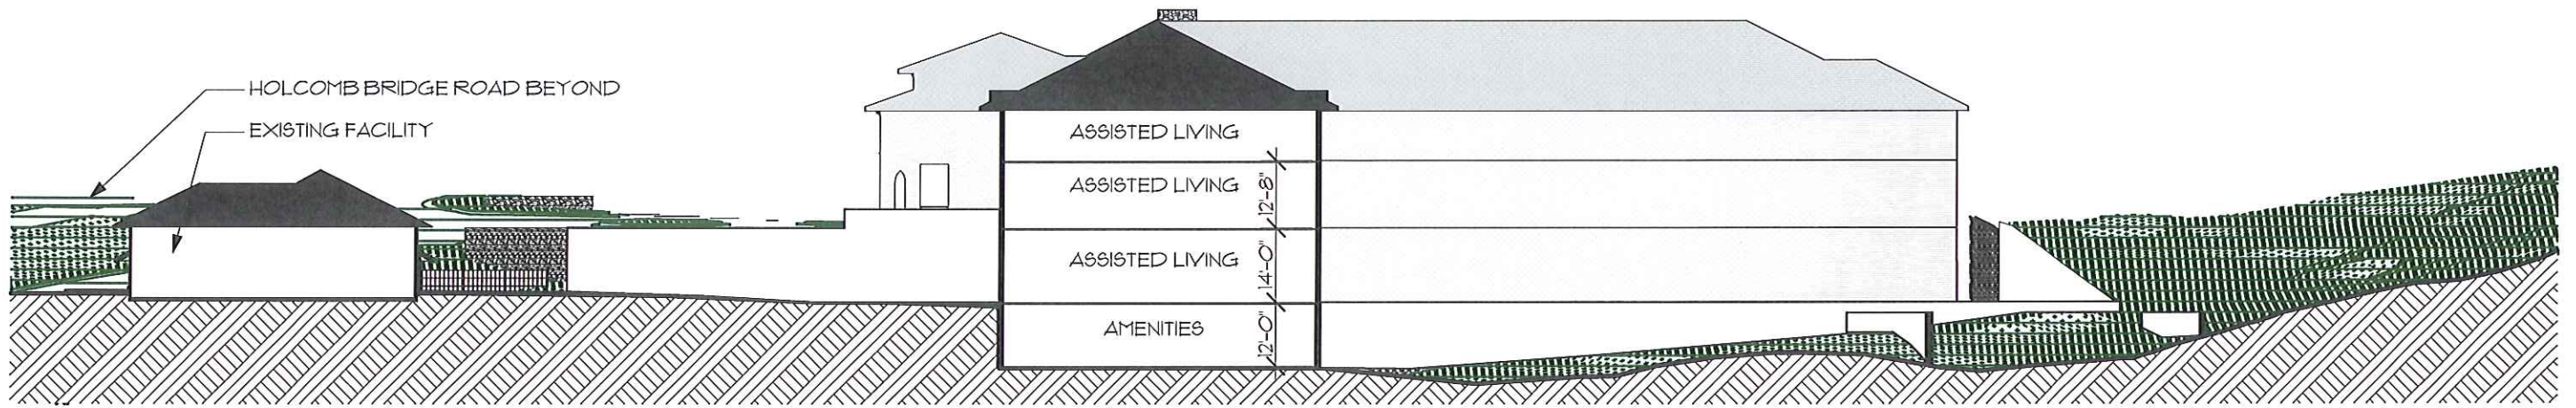 HOLCOMB BRIDGE ROAD BEYOND
EXISTING FACILITY
ASSISTED LIVING
ASSISTED LIVING
12'-8"
ASSISTED LIVING
14'-0"
AMENITIES
12'-0"